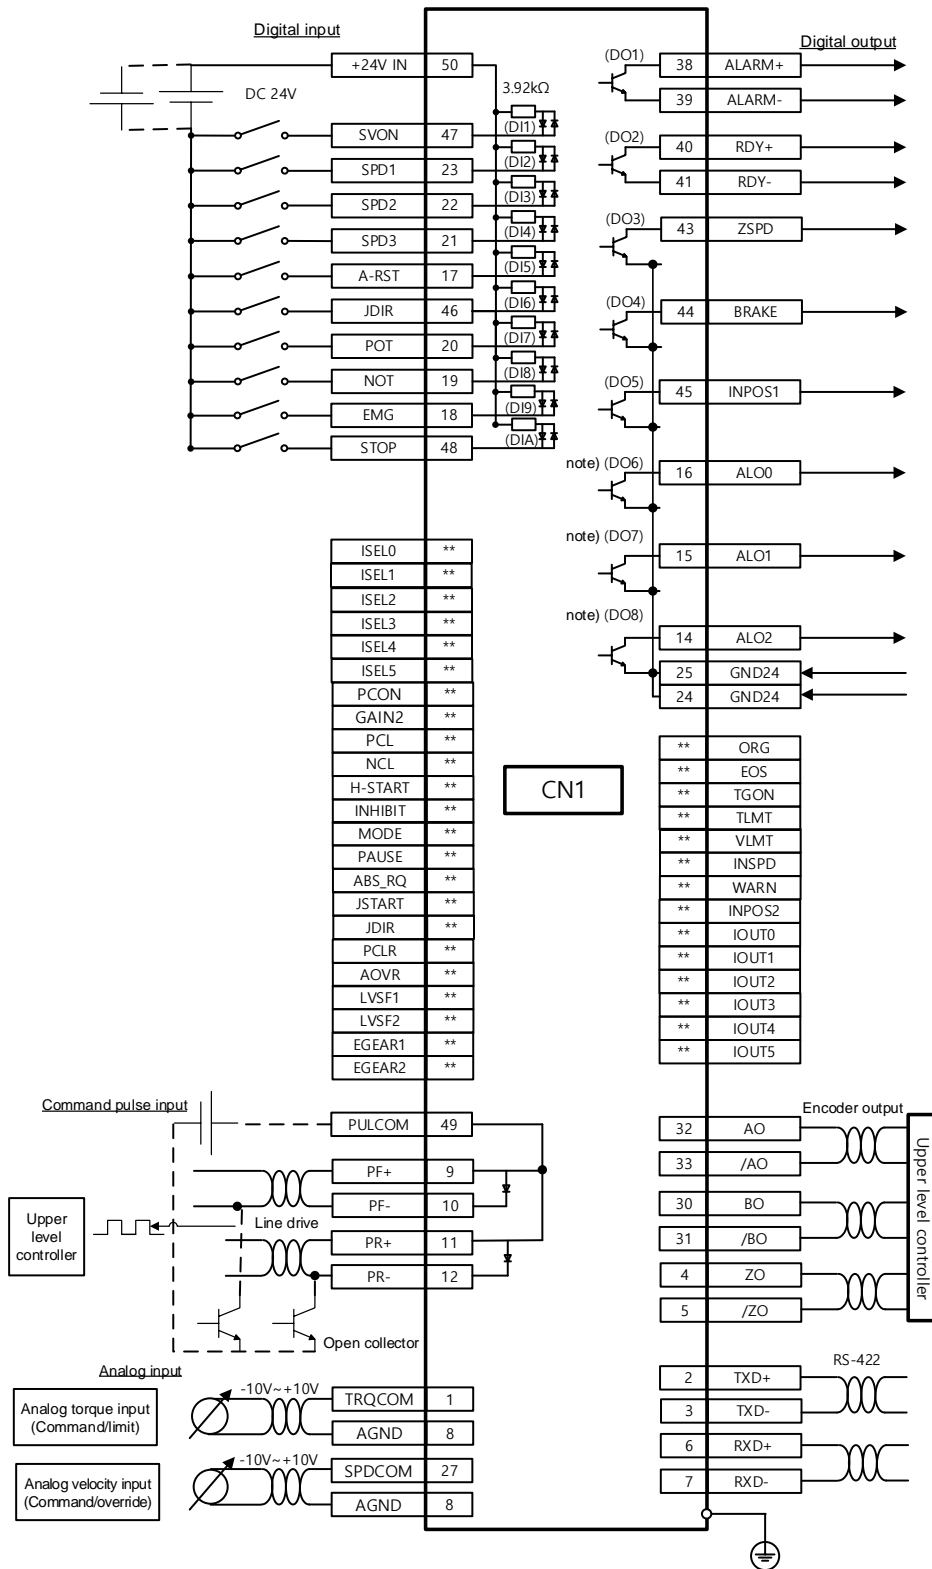 Digital input
+24V IN 50
DC 24V
3.92kΩ
SVON 47 (DI1)
SPD1 23 (DI2)
SPD2 22 (DI3)
SPD3 21 (DI4)
A-RST 17 (DI5)
JDIR 46 (DI6)
POT 20 (DI7)
NOT 19 (DI8)
EMG 18 (DI9)
STOP 48 (DIA)
ISEL0 **
ISEL1 **
ISEL2 **
ISEL3 **
ISEL4 **
ISEL5 **
PCON **
GAIN2 **
PCL **
NCL **
H-START **
INHIBIT **
MODE **
PAUSE **
ABS_RQ **
JSTART **
JDIR **
PCLR **
AOVR **
LVSF1 **
LVSF2 **
EGEAR1 **
EGEAR2 **
CN1
Digital output
(DO1) 38 ALARM+
39 ALARM-
(DO2) 40 RDY+
41 RDY-
(DO3) 43 ZSPD
(DO4) 44 BRAKE
(DO5) 45 INPOS1
note) (DO6) 16 ALO0
note) (DO7) 15 ALO1
note) (DO8) 14 ALO2
25 GND24
24 GND24
** ORG
** EOS
** TGON
** TLMT
** VLMT
** INSPD
** WARN
** INPOS2
** IOUT0
** IOUT1
** IOUT2
** IOUT3
** IOUT4
** IOUT5
Command pulse input
PULCOM 49
PF+ 9
PF- 10
Line drive
PR+ 11
PR- 12
Upper
level
controller
Open collector
Analog input
Analog torque input
(Command/limit)
-10V~+10V
TRQCOM 1
AGND 8
Analog velocity input
(Command/override)
-10V~+10V
SPDCOM 27
AGND 8
Encoder output
32 AO
33 /AO
30 BO
31 /BO
4 ZO
5 /ZO
Upper level controller
RS-422
2 TXD+
3 TXD-
6 RXD+
7 RXD-